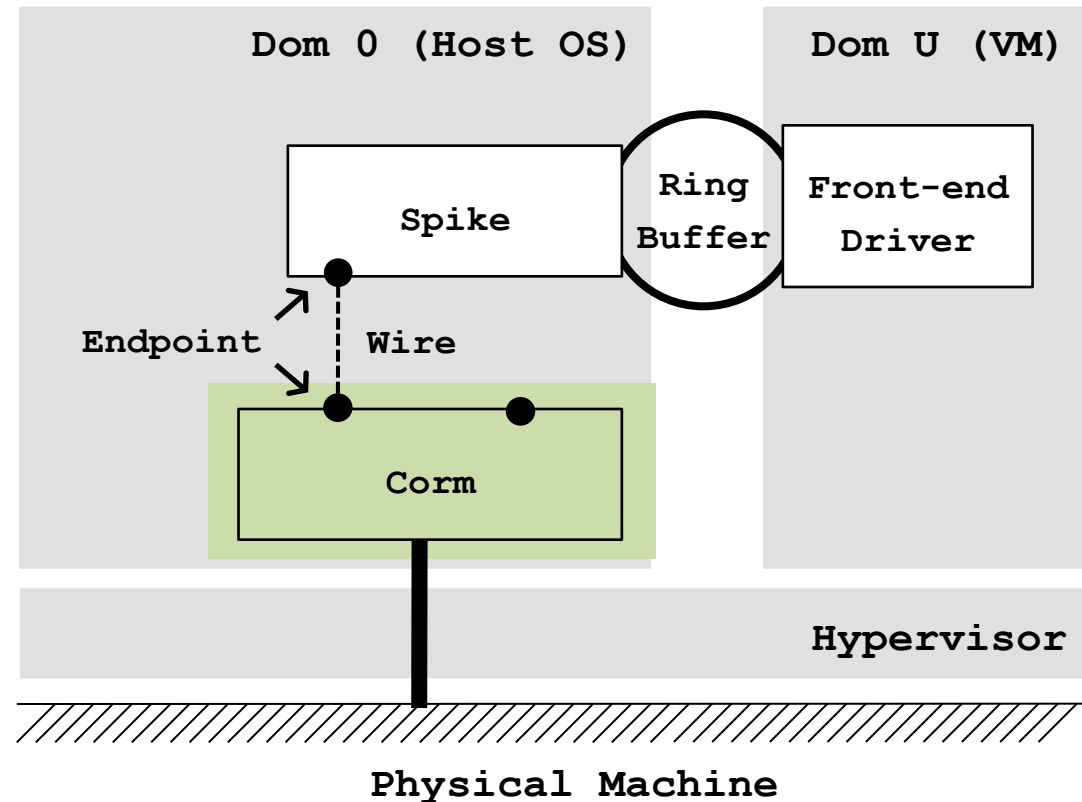 Dom 0 (Host OS)
Dom U (VM)
Spike
Ring
Buffer
Front-end
Driver
Endpoint
Wire
Corm
Hypervisor
Physical Machine